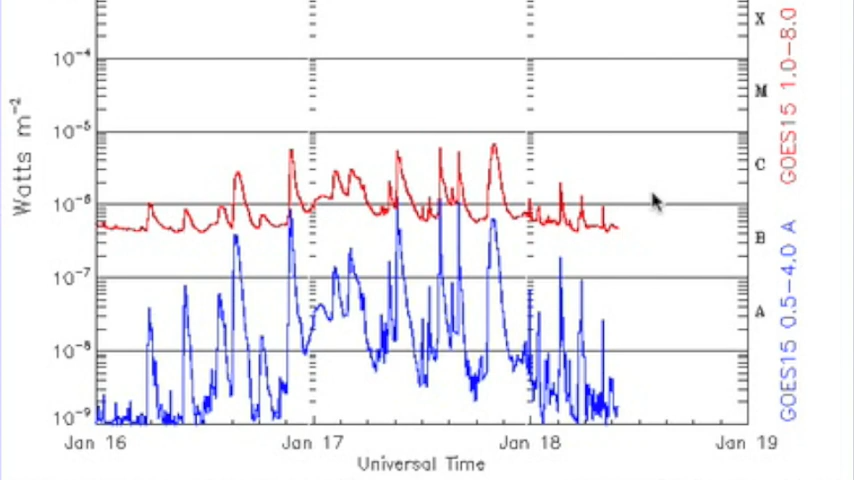 X
10⁻⁴
M
10⁻⁵
C
10⁻⁶
B
10⁻⁷
A
10⁻⁸
10⁻⁹
Watts m⁻²
Jan 16
Jan 17
Jan 18
Jan 19
Universal Time
GOES15 1.0-8.0
GOES15 0.5-4.0 A